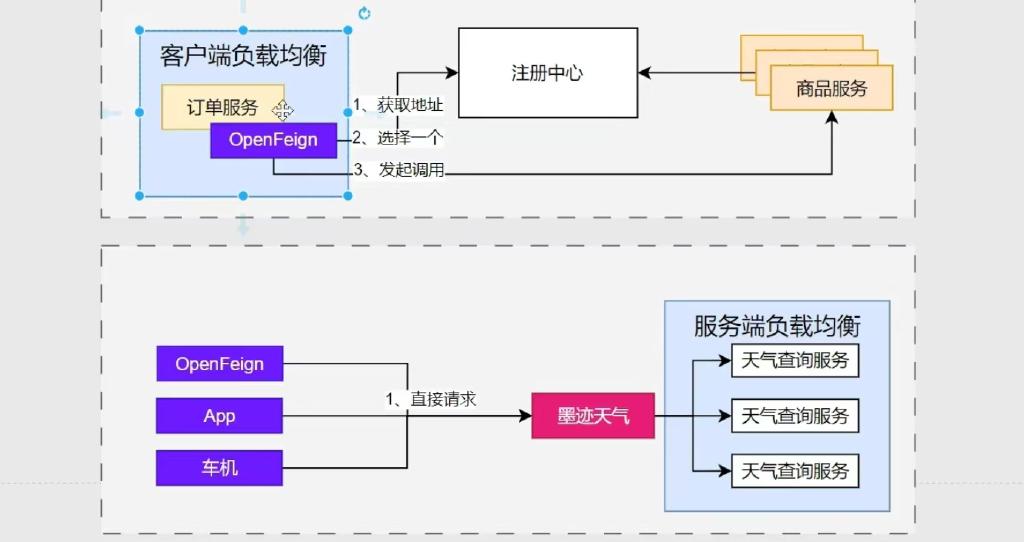 客户端负载均衡
订单服务
OpenFeign
1、获取地址
2、选择一个
3、发起调用
注册中心
商品服务
服务端负载均衡
OpenFeign
App
车机
1、直接请求
墨迹天气
天气查询服务
天气查询服务
天气查询服务